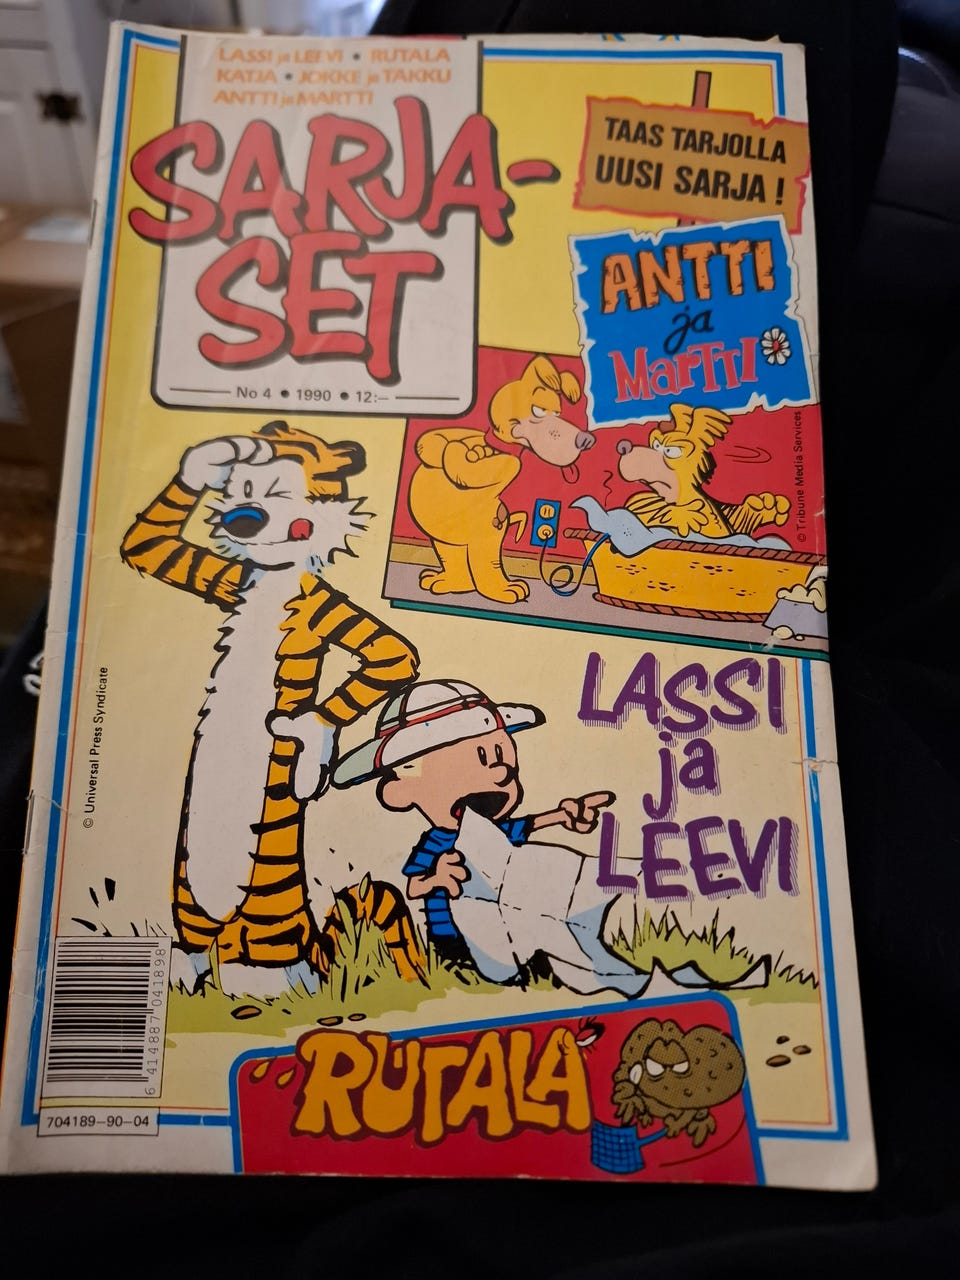 LASSI ja LEEVI • RUTALA
KATJA • JOKKE ja TAKKU
ANTTI ja MARTTI
SARJA-
SET
No 4 • 1990 • 12:–
TAAS TARJOLLA
UUSI SARJA !
ANTTI
ja
MARTTI
© Tribune Media Services
LASSI
ja
LEEVI
© Universal Press Syndicate
6 414887 041898
704189-90-04
RUTALA